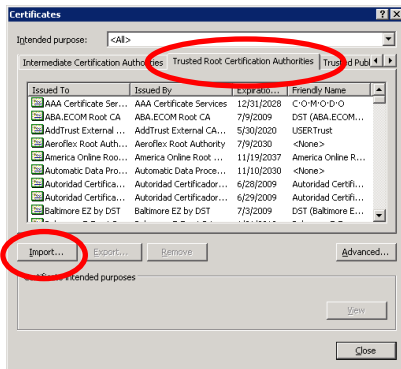 Certificates
Intended purpose: <All>
Intermediate Certification Autho Trusted Root Certification Authorities Trusted Publ
Issued To Issued By Expiratio... Friendly Name
AAA Certificate Ser... AAA Certificate Services 12/31/2028 C·O·M·O·D·O
ABA.ECOM Root CA ABA.ECOM Root CA 7/9/2009 DST (ABA.ECOM...
AddTrust External ... AddTrust External CA... 5/30/2020 USERTrust
Aeroflex Root Auth... Aeroflex Root Authority 7/9/2030 <None>
America Online Roo... America Online Root ... 11/19/2037 America Online R...
Automatic Data Pro... Automatic Data Proce... 11/10/2030 <None>
Autoridad Certifica... Autoridad Certificador... 6/28/2009 Autoridad Certifi...
Autoridad Certifica... Autoridad Certificador... 6/29/2009 Autoridad Certifi...
Baltimore EZ by DST Baltimore EZ by DST 7/3/2009 DST (Baltimore E...
Import... Export... Remove Advanced...
Certificate intended purposes
View
Close